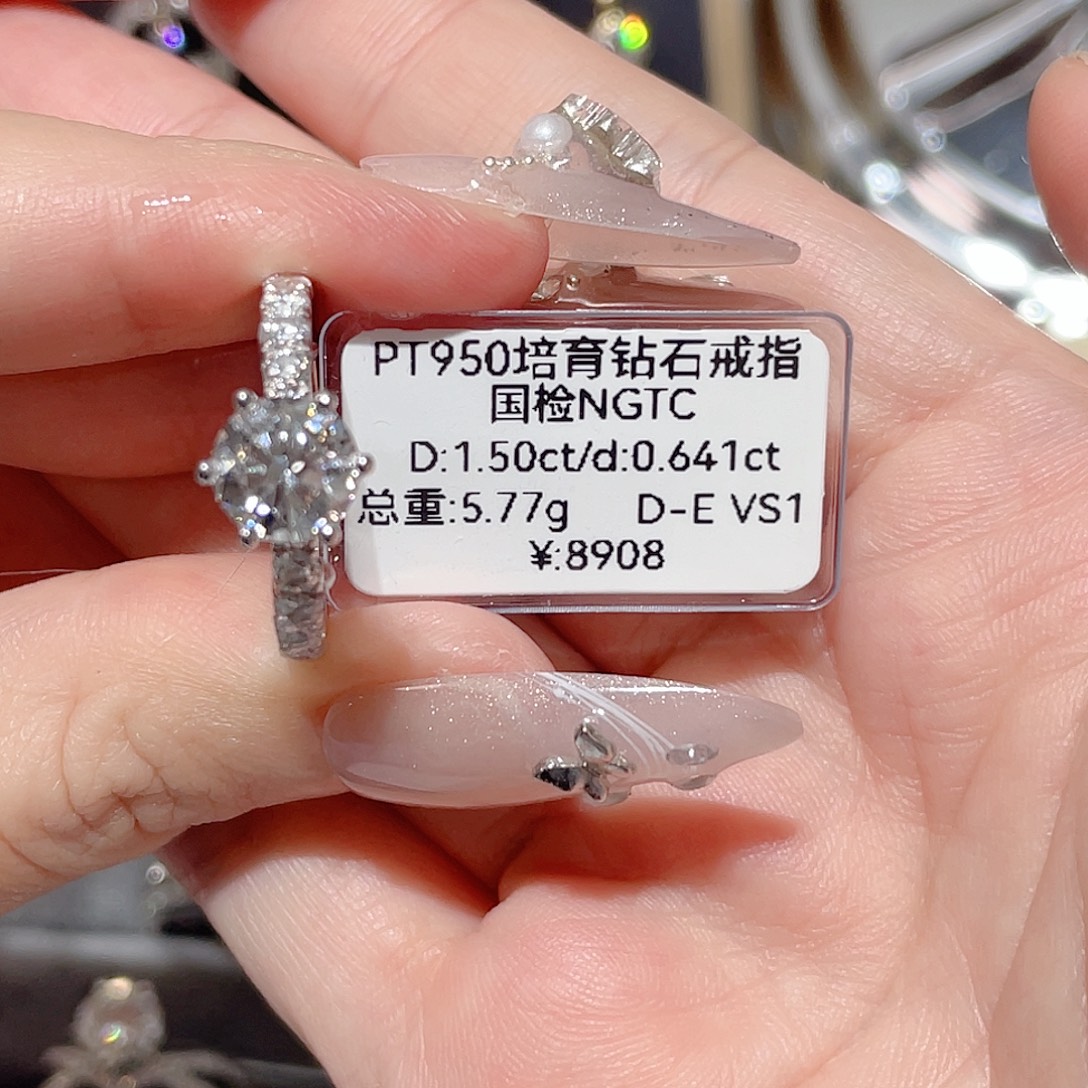 PT950培育钻石戒指
国检NGTC
D:1.50ct/d:0.641ct
总重:5.77g D-E VS1
¥:8908